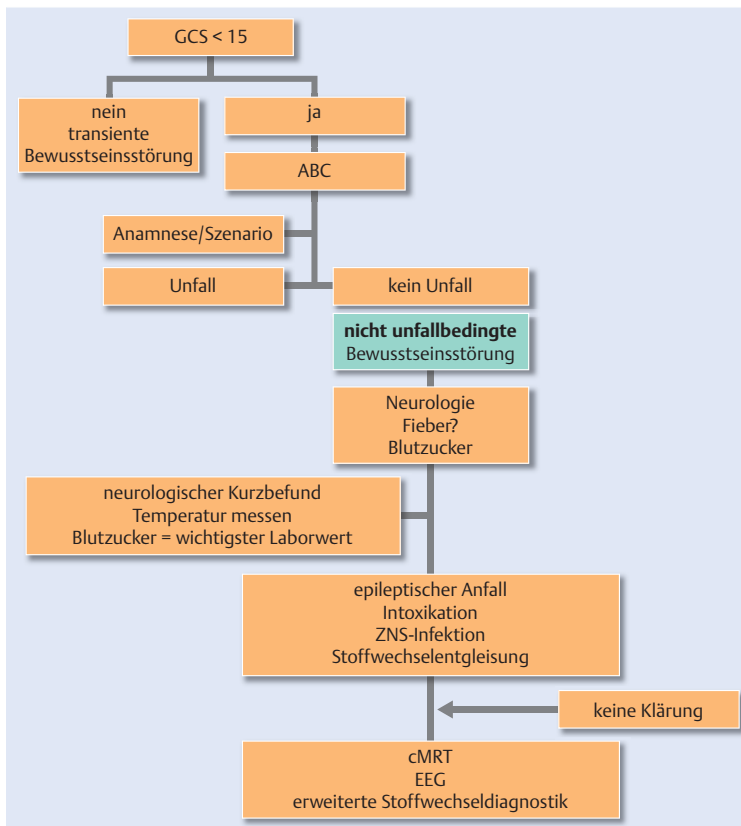 GCS < 15
nein
transiente
Bewusstseinsstörung
ja
ABC
Anamnese/Szenario
Unfall
kein Unfall
nicht unfallbedingte
Bewusstseinsstörung
Neurologie
Fieber?
Blutzucker
neurologischer Kurzbefund
Temperatur messen
Blutzucker = wichtigster Laborwert
epileptischer Anfall
Intoxikation
ZNS-Infektion
Stoffwechselentgleisung
keine Klärung
cMRT
EEG
erweiterte Stoffwechseldiagnostik